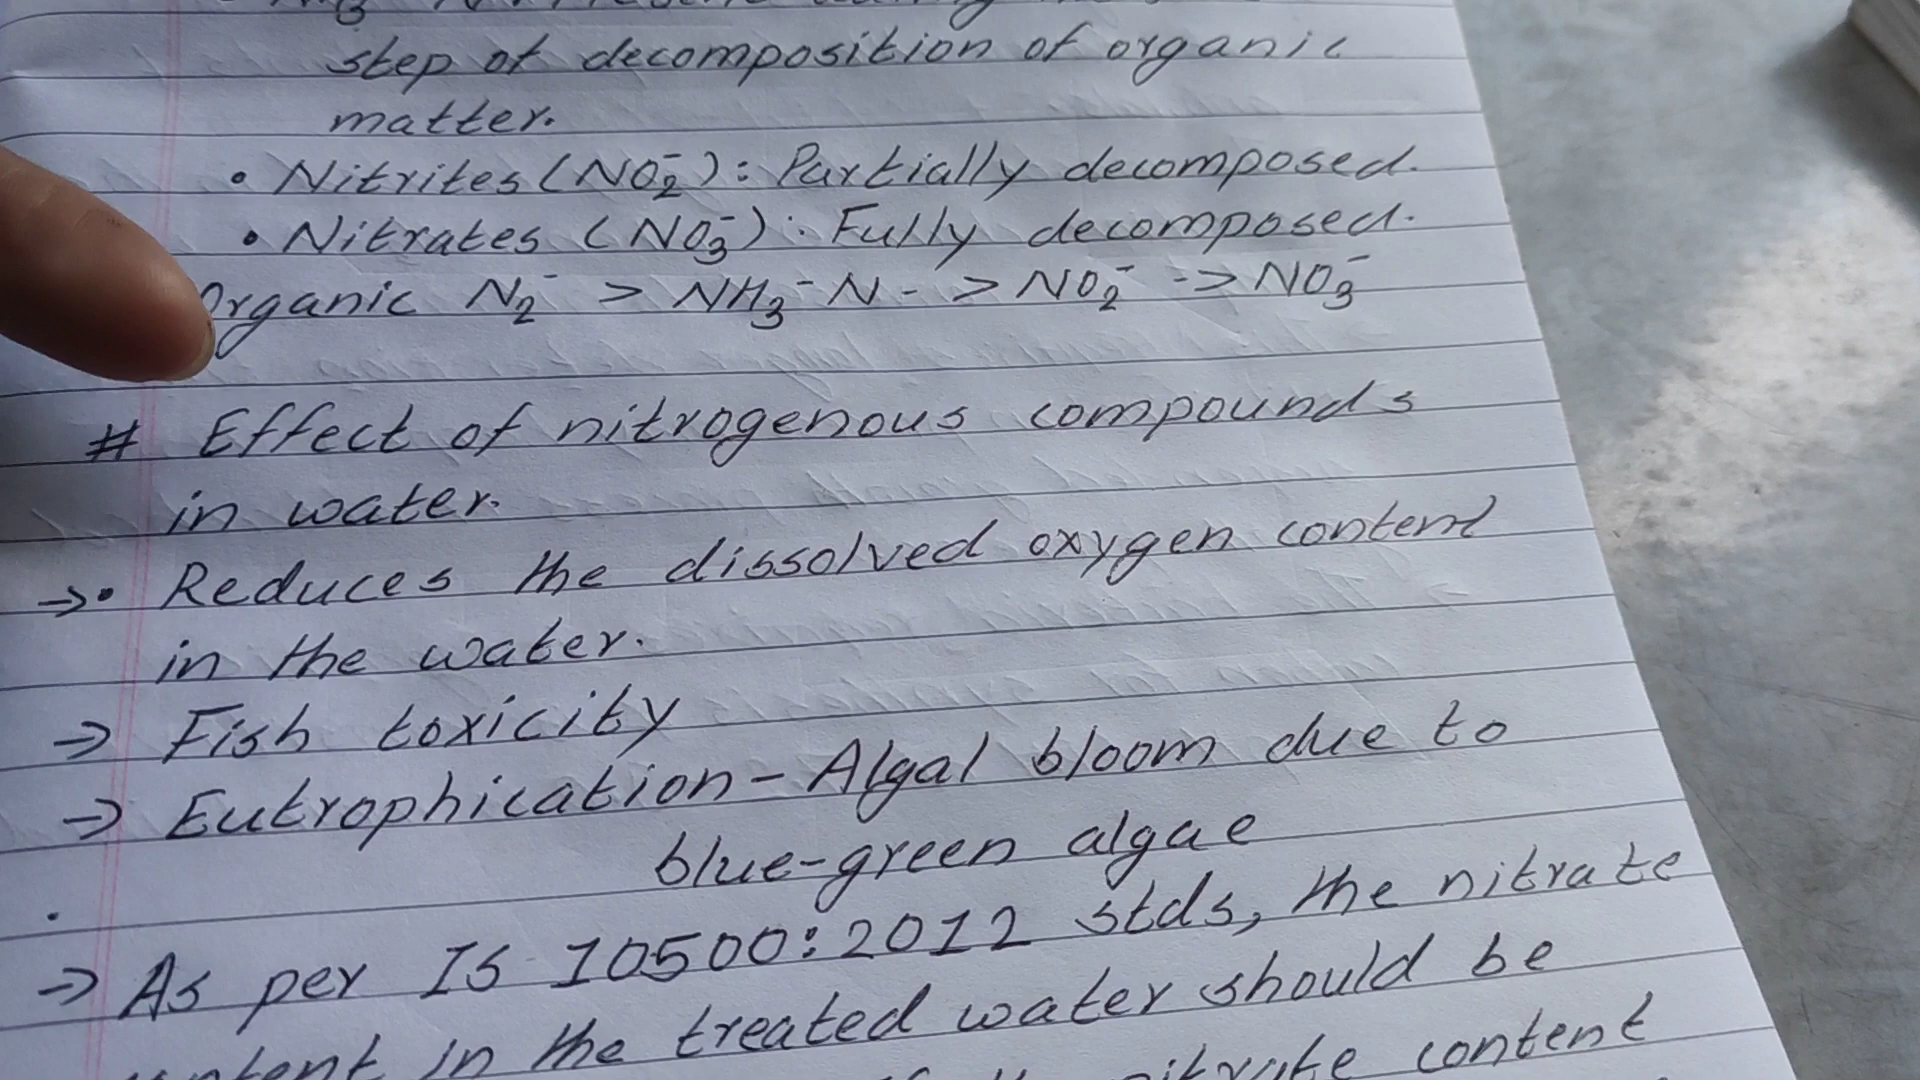 step of decomposition of organic
matter.
• Nitrites (NO₂⁻): Partially decomposed.
• Nitrates (NO₃⁻): Fully decomposed.
Organic N₂⁻ > NH₃⁻N- > NO₂⁻ -> NO₃⁻
# Effect of nitrogenous compounds
in water.
→• Reduces the dissolved oxygen content
in the water.
→ Fish toxicity
→ Eutrophication - Algal bloom due to
blue-green algae
→ As per IS 10500:2012 stds, the nitrate
content in the treated water should be
content